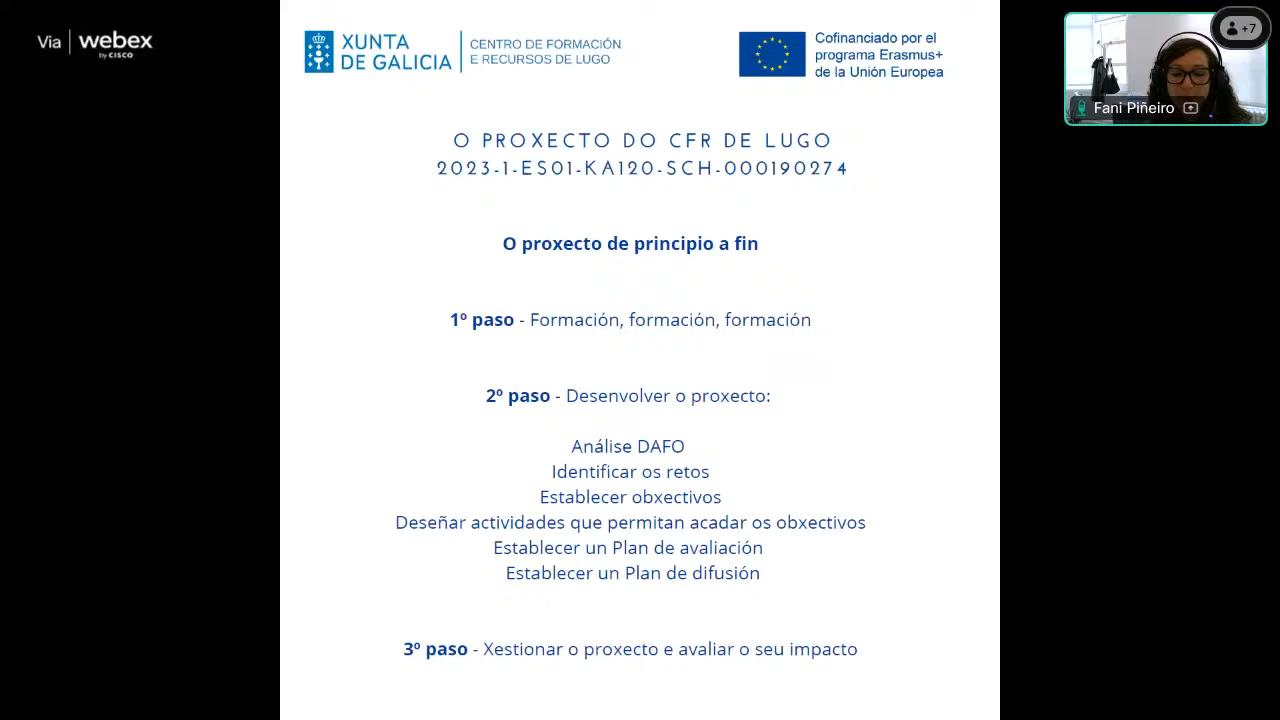 Via | webex
by CISCO
XUNTA
DE GALICIA
CENTRO DE FORMACIÓN
E RECURSOS DE LUGO
Cofinanciado por el
programa Erasmus+
de la Unión Europea
+7
Fani Piñeiro
O PROXECTO DO CFR DE LUGO
2023-1-ES01-KA120-SCH-000190274
O proxecto de principio a fin
1º paso - Formación, formación, formación
2º paso - Desenvolver o proxecto:
Análise DAFO
Identificar os retos
Establecer obxectivos
Deseñar actividades que permitan acadar os obxectivos
Establecer un Plan de avaliación
Establecer un Plan de difusión
3º paso - Xestionar o proxecto e avaliar o seu impacto